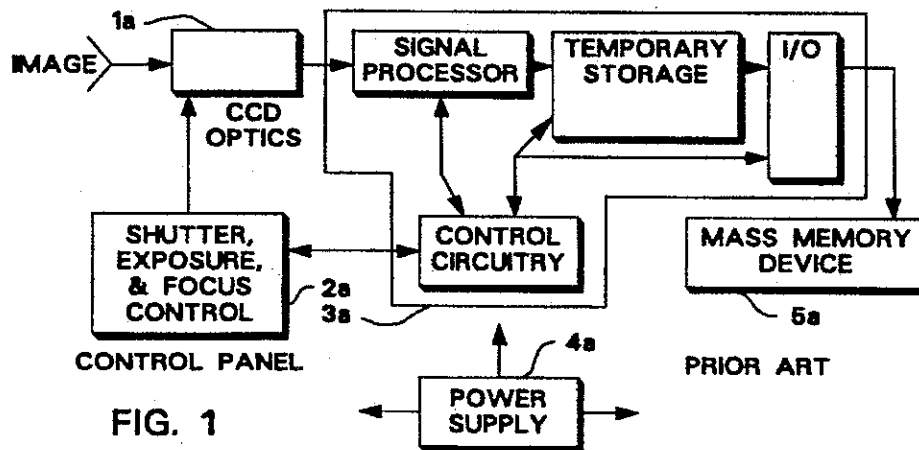 1a
IMAGE
CCD
OPTICS
SIGNAL
PROCESSOR
TEMPORARY
STORAGE
I/O
SHUTTER,
EXPOSURE,
& FOCUS
CONTROL
2a
3a
CONTROL PANEL
CONTROL
CIRCUITRY
MASS MEMORY
DEVICE
5a
4a
PRIOR ART
POWER
SUPPLY
FIG. 1